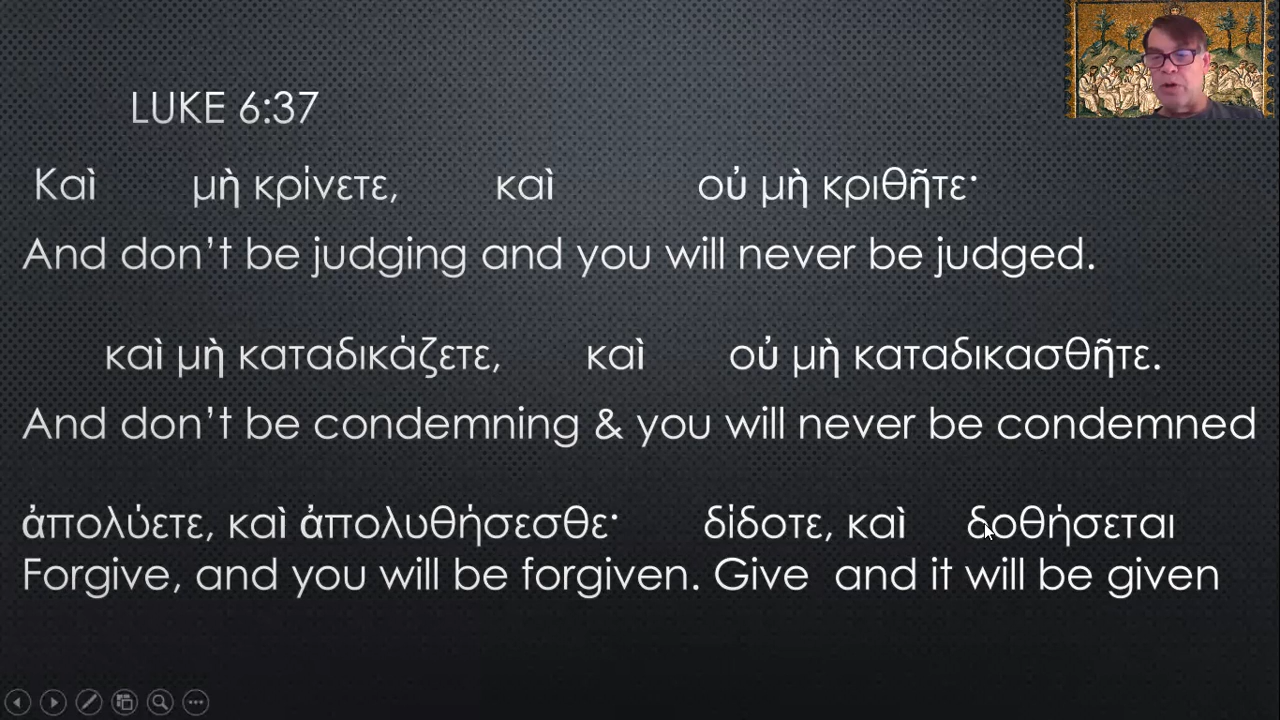 LUKE 6:37
Καὶ μὴ κρίνετε, καὶ οὐ μὴ κριθῆτε·
And don’t be judging and you will never be judged.
καὶ μὴ καταδικάζετε, καὶ οὐ μὴ καταδικασθῆτε.
And don’t be condemning & you will never be condemned
ἀπολύετε, καὶ ἀπολυθήσεσθε· δίδοτε, καὶ δοθήσεται
Forgive, and you will be forgiven. Give and it will be given